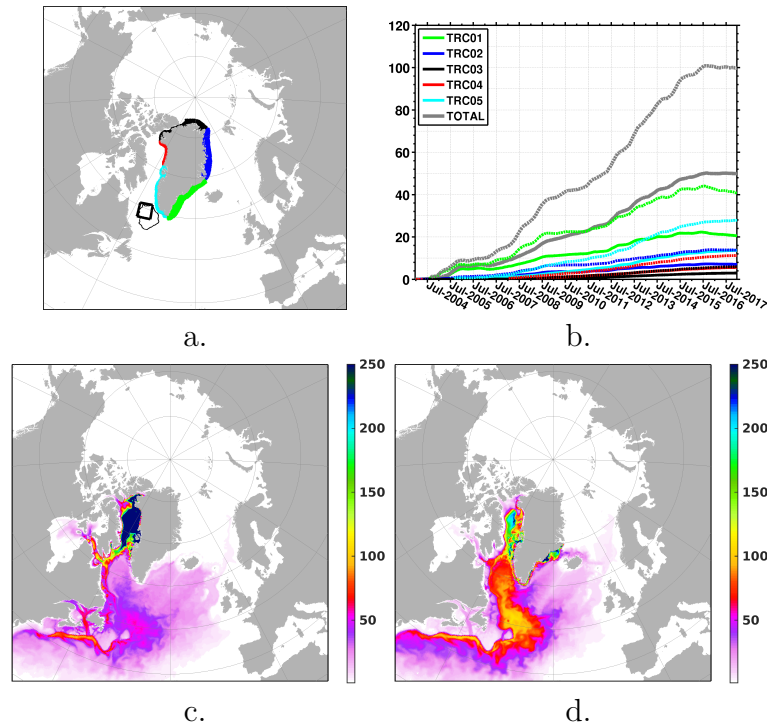 120
100
80
60
40
20
0
TRC01
TRC02
TRC03
TRC04
TRC05
TOTAL
Jul-2004
Jul-2005
Jul-2006
Jul-2007
Jul-2008
Jul-2009
Jul-2010
Jul-2011
Jul-2012
Jul-2013
Jul-2014
Jul-2015
Jul-2016
Jul-2017
a.
b.
250
200
150
100
50
250
200
150
100
50
c.
d.